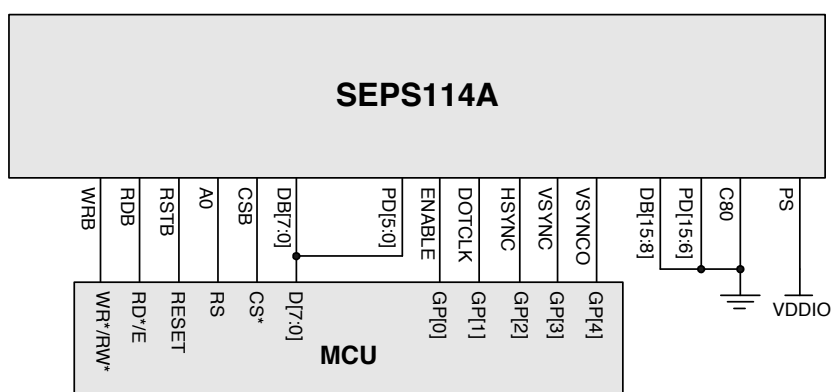 SEPS114A
WRB
RDB
RSTB
A0
CSB
DB[7:0]
PD[5:0]
ENABLE
DOTCLK
HSYNC
VSYNC
VSYNCO
DB[15:8]
PD[15:6]
C80
PS
WR*/RW*
RD*/E
RESET
RS
CS*
D[7:0]
GP[0]
GP[1]
GP[2]
GP[3]
GP[4]
VDDIO
MCU